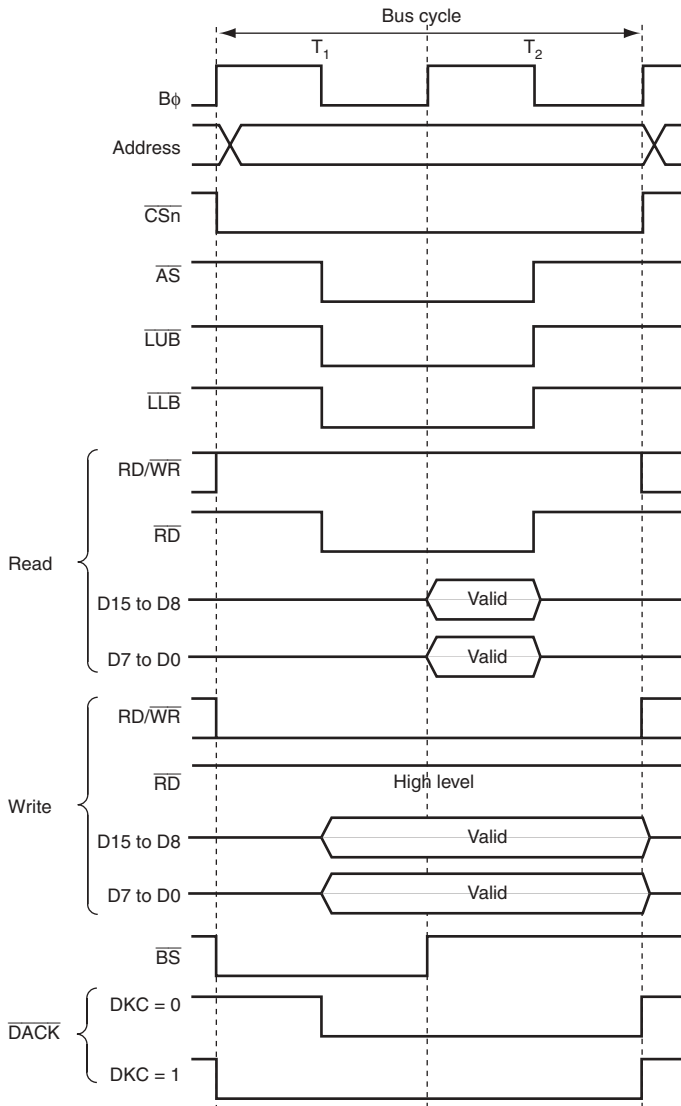 Bus cycle
T1 T2
Bφ
Address
CSn
AS
LUB
LLB
Read
RD/WR
RD
D15 to D8 Valid
D7 to D0 Valid
Write
RD/WR
RD High level
D15 to D8 Valid
D7 to D0 Valid
BS
DACK
DKC = 0
DKC = 1